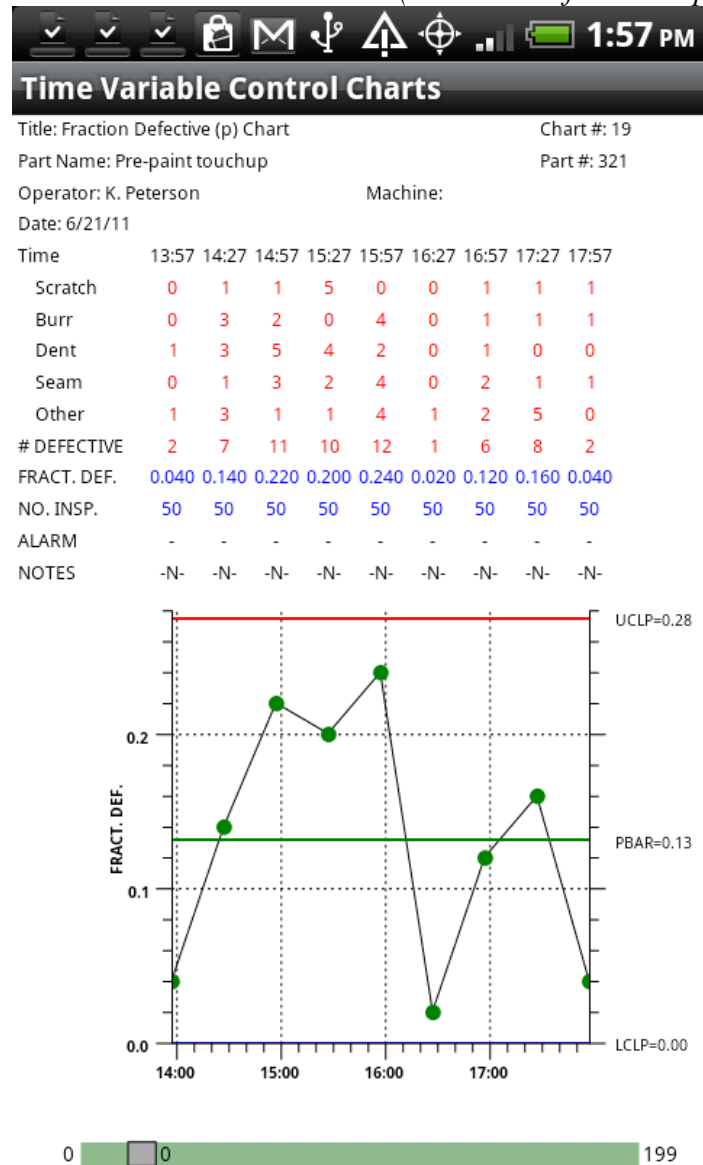 1:57 PM
Time Variable Control Charts
Title: Fraction Defective (p) Chart Chart #: 19
Part Name: Pre-paint touchup Part #: 321
Operator: K. Peterson Machine:
Date: 6/21/11
Time 13:57 14:27 14:57 15:27 15:57 16:27 16:57 17:27 17:57
Scratch 0 1 1 5 0 0 1 1 1
Burr 0 3 2 0 4 0 1 1 1
Dent 1 3 5 4 2 0 1 0 0
Seam 0 1 3 2 4 0 2 1 1
Other 1 3 1 1 4 1 2 5 0
# DEFECTIVE 2 7 11 10 12 1 6 8 2
FRACT. DEF. 0.040 0.140 0.220 0.200 0.240 0.020 0.120 0.160 0.040
NO. INSP. 50 50 50 50 50 50 50 50 50
ALARM - - - - - - - - -
NOTES -N- -N- -N- -N- -N- -N- -N- -N- -N-
UCLP=0.28
0.2
FRACT. DEF.
PBAR=0.13
0.1
0.0 LCLP=0.00
14:00 15:00 16:00 17:00
0 0 199